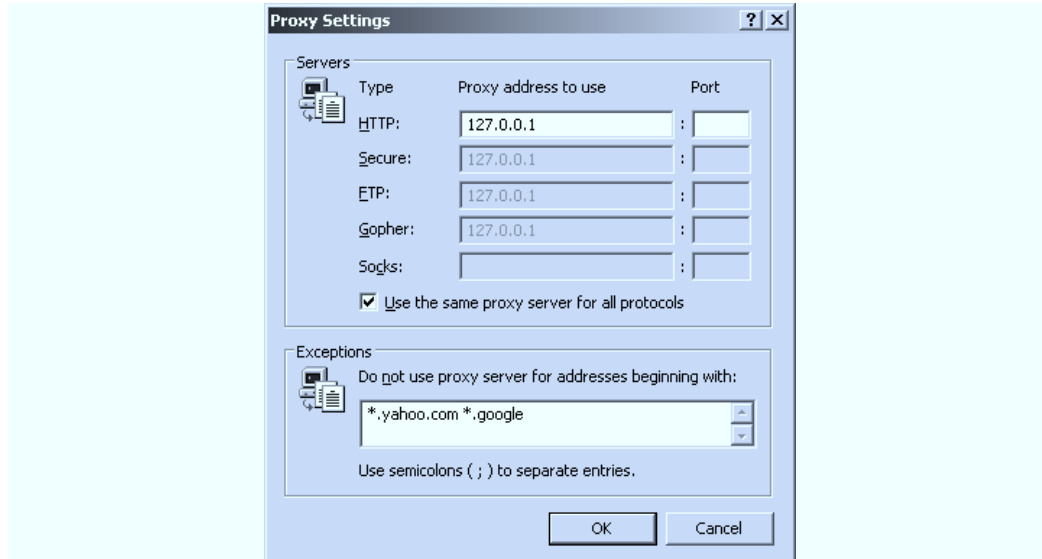 Proxy Settings
Servers
Type Proxy address to use Port
HTTP: 127.0.0.1 :
Secure: 127.0.0.1 :
FTP: 127.0.0.1 :
Gopher: 127.0.0.1 :
Socks: :
Use the same proxy server for all protocols
Exceptions
Do not use proxy server for addresses beginning with:
*.yahoo.com *.google
Use semicolons ( ; ) to separate entries.
OK Cancel